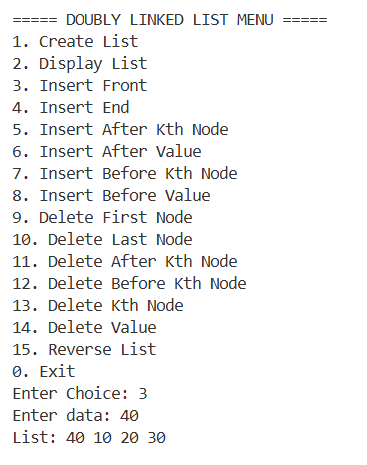 ===== DOUBLY LINKED LIST MENU =====
1. Create List
2. Display List
3. Insert Front
4. Insert End
5. Insert After Kth Node
6. Insert After Value
7. Insert Before Kth Node
8. Insert Before Value
9. Delete First Node
10. Delete Last Node
11. Delete After Kth Node
12. Delete Before Kth Node
13. Delete Kth Node
14. Delete Value
15. Reverse List
0. Exit
Enter Choice: 3
Enter data: 40
List: 40 10 20 30